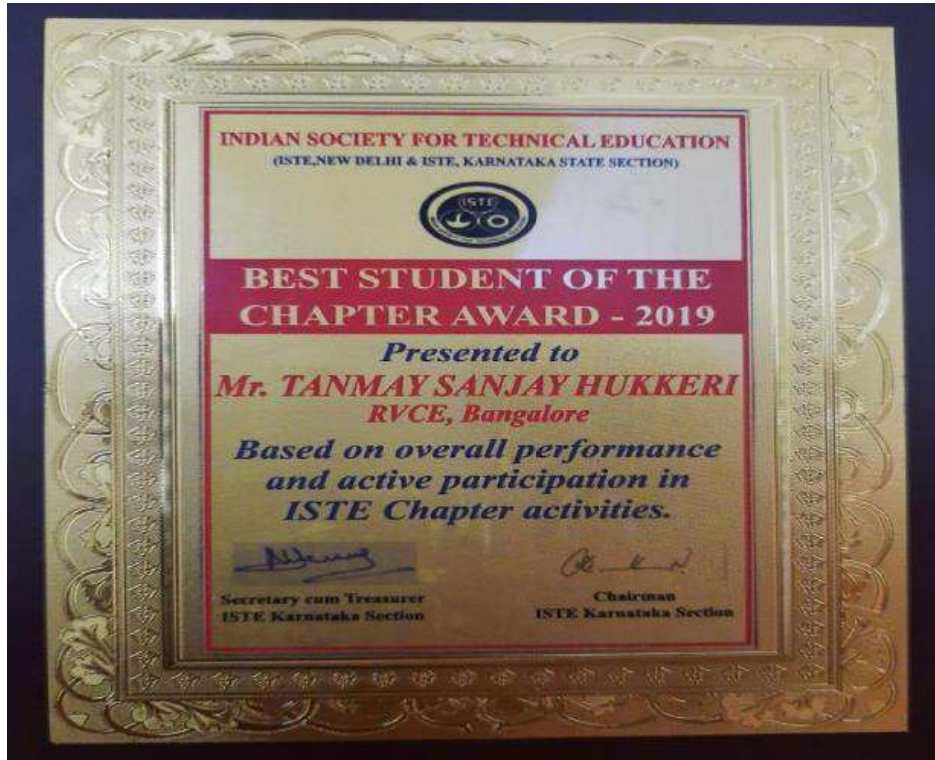 INDIAN SOCIETY FOR TECHNICAL EDUCATION
(ISTE,NEW DELHI & ISTE, KARNATAKA STATE SECTION)
ISTE
BEST STUDENT OF THE
CHAPTER AWARD - 2019
Presented to
Mr. TANMAY SANJAY HUKKERI
RVCE, Bangalore
Based on overall performance
and active participation in
ISTE Chapter activities.
Secretary cum Treasurer
ISTE Karnataka Section
Chairman
ISTE Karnataka Section